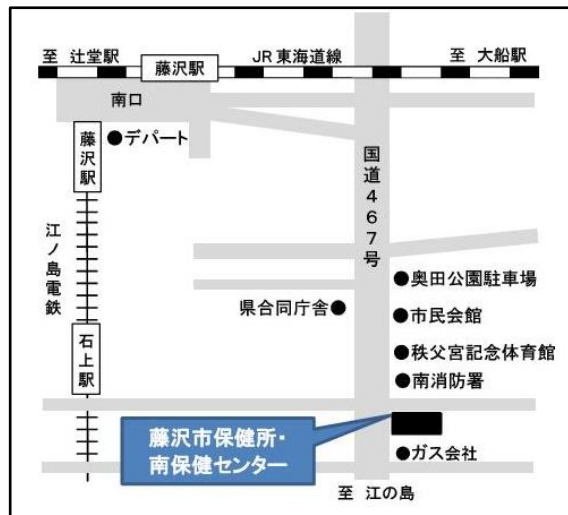 至 辻堂駅
藤沢駅
JR東海道線
至 大船駅
南口
●デパート
藤沢駅
江ノ島電鉄
石上駅
国道467号
●奥田公園駐車場
県合同庁舎●
●市民会館
●秩父宮記念体育館
●南消防署
藤沢市保健所・
南保健センター
●ガス会社
至 江の島